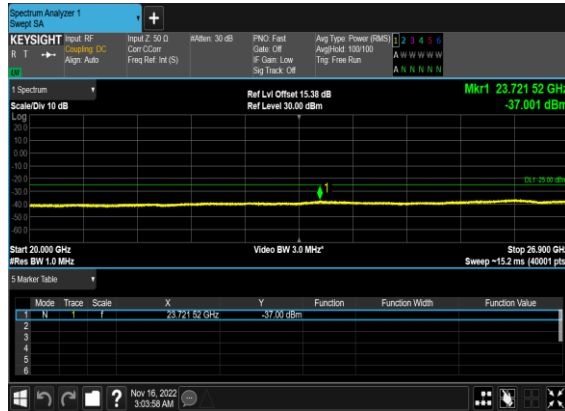 Spectrum Analyzer 1
Swept SA
+
KEYSIGHT Input: RF Input Z: 50 Ω #Atten: 30 dB PNO: Fast Avg Type: Power (RMS) 1 2 3 4 5 6
R T Coupling: DC Corr CCorr Gate: Off Avg|Hold: 100/100 A W W W W W
Align: Auto Freq Ref: Int (S) IF Gain: Low Trig: Free Run
Sig Track: Off A N N N N N
1 Spectrum
Ref Lvl Offset 15.38 dB Mkr1 23.721 52 GHz
Scale/Div 10 dB Ref Level 30.00 dBm -37.001 dBm
Log
20.0
10.0
0.00
-10.0
-20.0 DL1 -25.00 dBm
1
-30.0
-40.0
-50.0
-60.0
Start 20.000 GHz Video BW 3.0 MHz* Stop 26.900 GHz
#Res BW 1.0 MHz Sweep ~15.2 ms (40001 pts)
5 Marker Table
Mode Trace Scale X Y Function Function Width Function Value
1 N 1 f 23.721 52 GHz -37.00 dBm
2
3
4
5
6
? Nov 16, 2022
3:03:58 AM